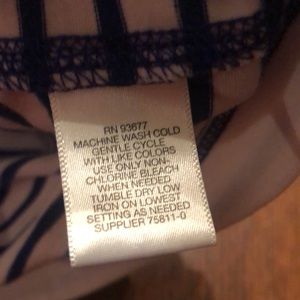 RN 93677
MACHINE WASH COLD
GENTLE CYCLE
WITH LIKE COLORS
USE ONLY NON-
CHLORINE BLEACH
WHEN NEEDED
TUMBLE DRY LOW
IRON ON LOWEST
SETTING AS NEEDED
SUPPLIER 75811-0